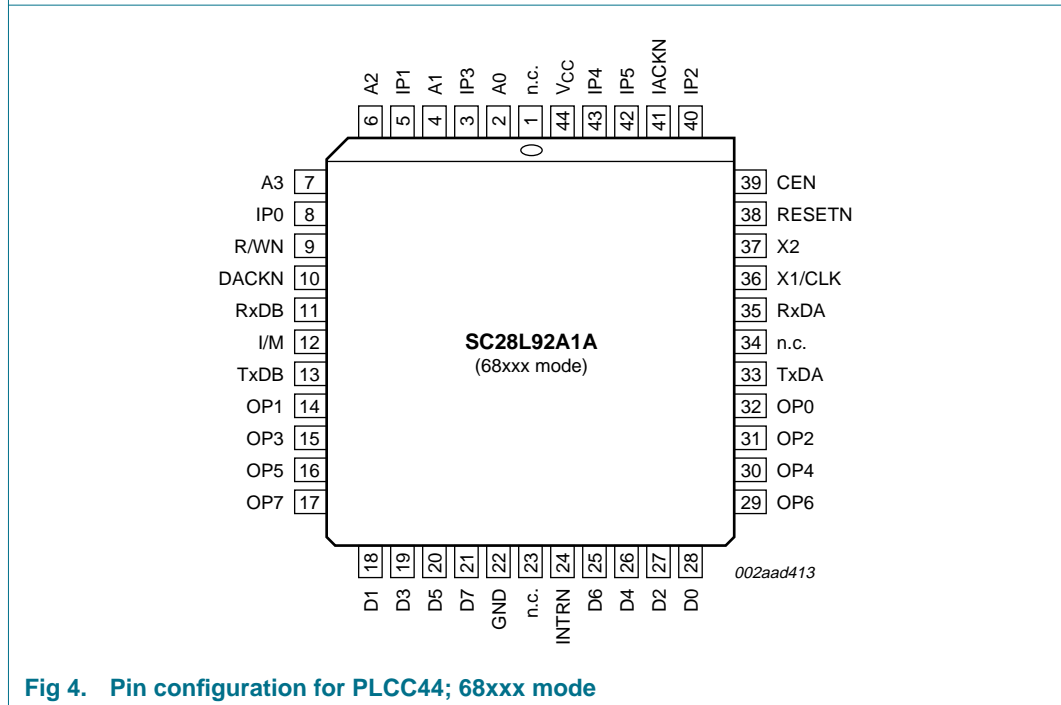 A2 IP1 A1 IP3 A0 n.c. VCC IP4 IP5 IACKN IP2
6 5 4 3 2 1 44 43 42 41 40
A3 7
IP0 8
R/WN 9
DACKN 10
RxDB 11
I/M 12
TxDB 13
OP1 14
OP3 15
OP5 16
OP7 17
SC28L92A1A
(68xxx mode)
39 CEN
38 RESETN
37 X2
36 X1/CLK
35 RxDA
34 n.c.
33 TxDA
32 OP0
31 OP2
30 OP4
29 OP6
18 19 20 21 22 23 24 25 26 27 28
D1 D3 D5 D7 GND n.c. INTRN D6 D4 D2 D0
002aad413
Fig 4. Pin configuration for PLCC44; 68xxx mode